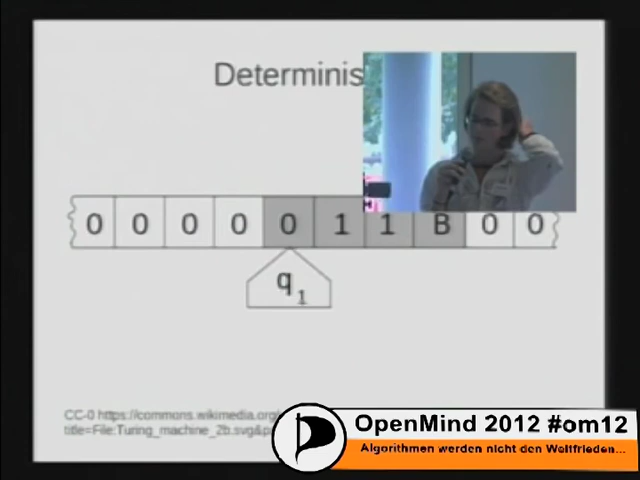 Determinis
0 0 0 0 0 1 1 B 0 0
q1
CC-0 https://commons.wikimedia.org/
title=File:Turing_machine_2b.svg&p
OpenMind 2012 #om12
Algorithmen werden nicht den Weltfrieden...